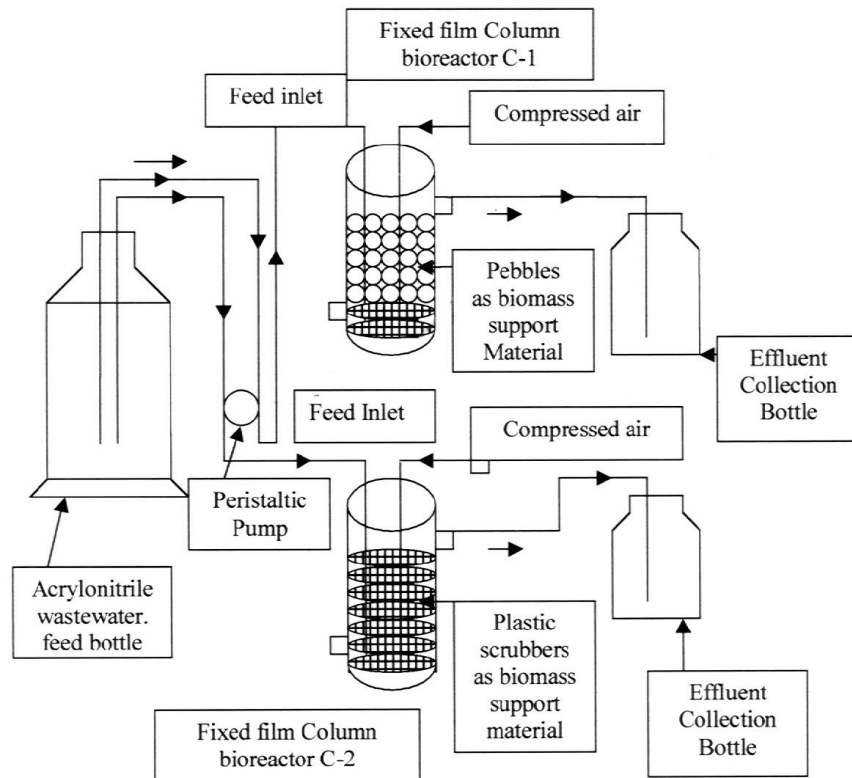 Fixed film Column
bioreactor C-1
Feed inlet
Compressed air
Pebbles
as biomass
support
Material
Effluent
Collection
Bottle
Feed Inlet
Compressed air
Peristaltic
Pump
Acrylonitrile
wastewater.
feed bottle
Plastic
scrubbers
as biomass
support
material
Effluent
Collection
Bottle
Fixed film Column
bioreactor C-2